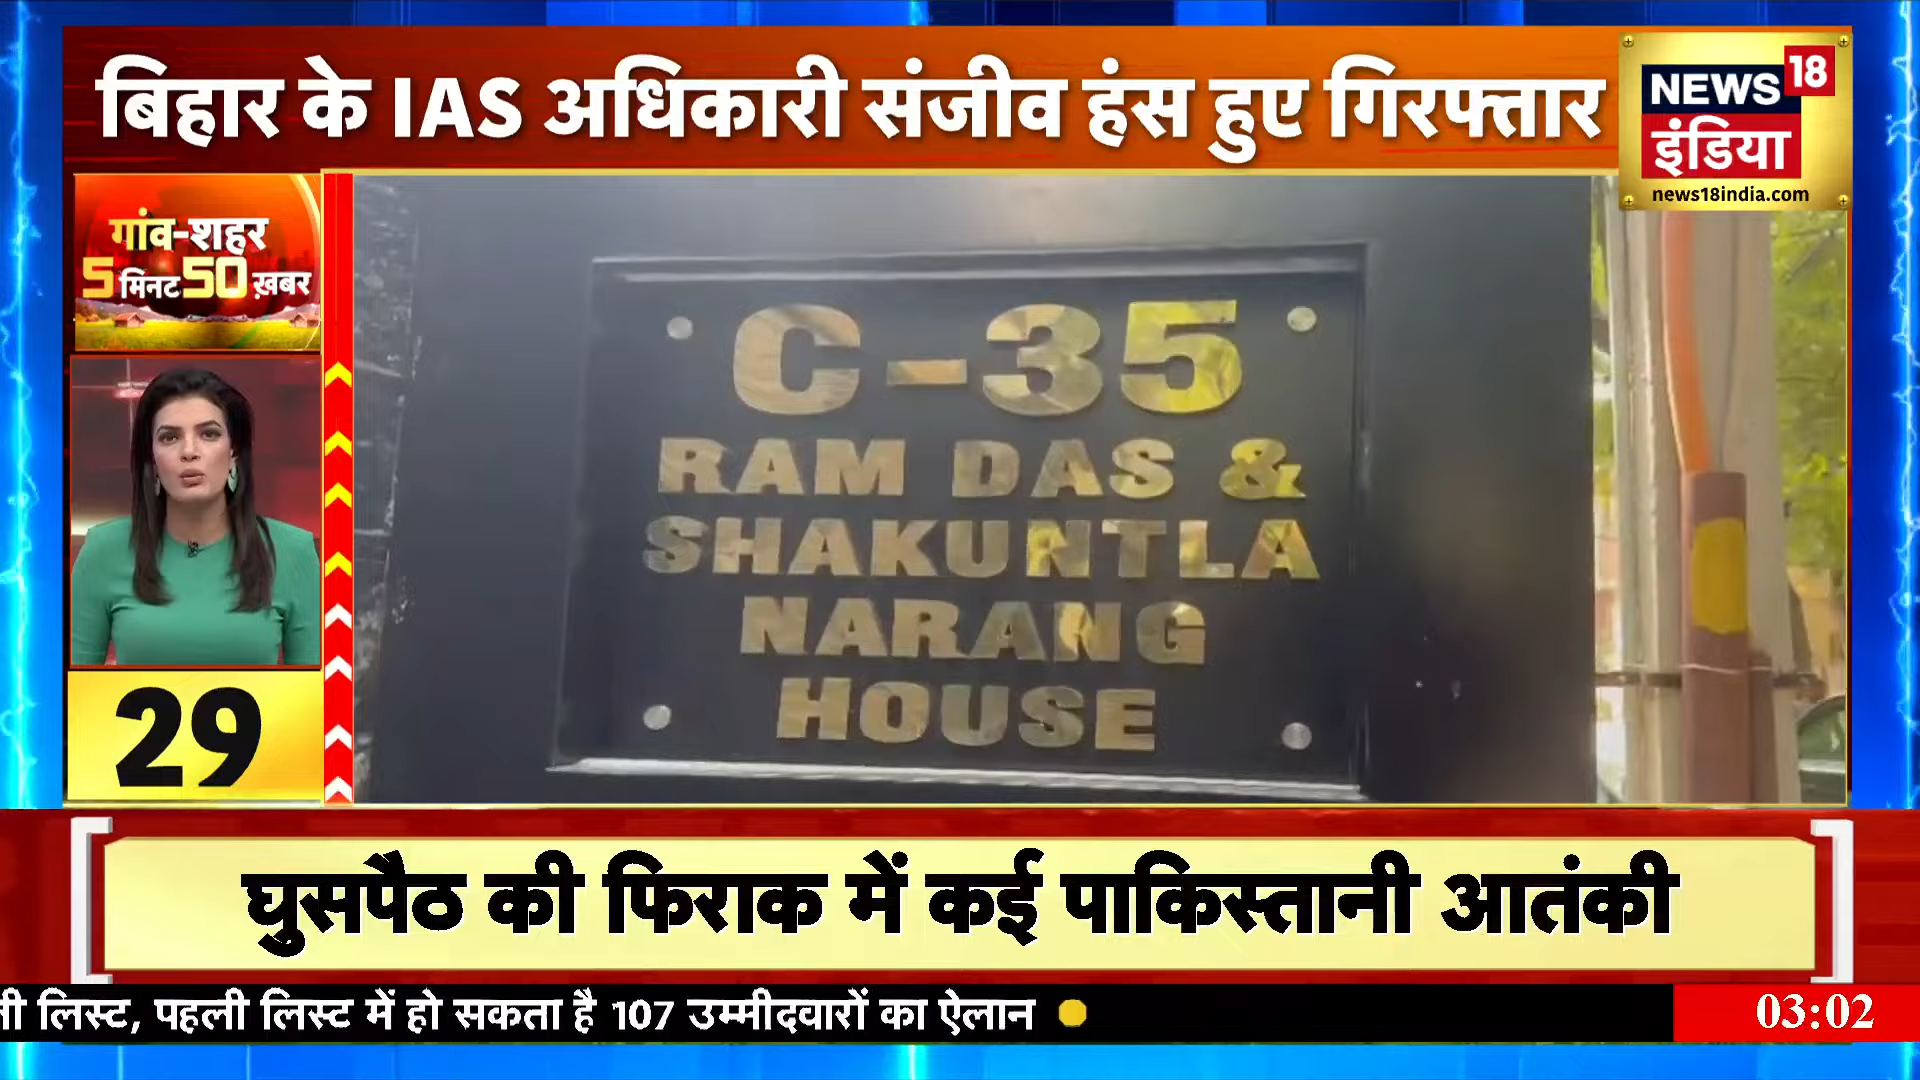 बिहार के IAS अधिकारी संजीव हंस हुए गिरफ्तार
NEWS 18
इंडिया
news18india.com
गांव-शहर
5 मिनट 50 ख़बर
C-35
RAM DAS &
SHAKUNTLA
NARANG
HOUSE
29
घुसपैठ की फिराक में कई पाकिस्तानी आतंकी
लिस्ट, पहली लिस्ट में हो सकता है 107 उम्मीदवारों का ऐलान
03:02